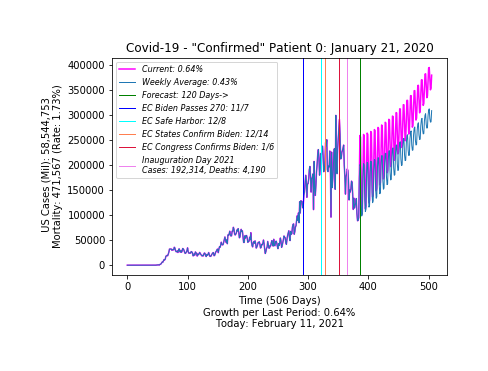 Covid-19 - "Confirmed" Patient 0: January 21, 2020
US Cases (Mil): 58,544,753
Mortality: 471,567 (Rate: 1.73%)
400000
350000
300000
250000
200000
150000
100000
50000
0
Current: 0.64%
Weekly Average: 0.43%
Forecast: 120 Days->
EC Biden Passes 270: 11/7
EC Safe Harbor: 12/8
EC States Confirm Biden: 12/14
EC Congress Confirms Biden: 1/6
Inauguration Day 2021
Cases: 192,314, Deaths: 4,190
0 100 200 300 400 500
Time (506 Days)
Growth per Last Period: 0.64%
Today: February 11, 2021